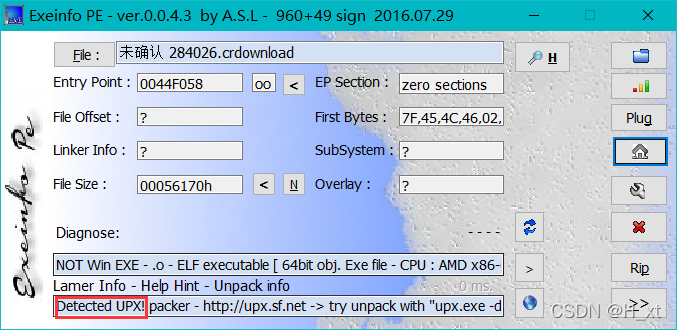 Exeinfo PE - ver.0.0.4.3 by A.S.L - 960+49 sign 2016.07.29
File : 未确认 284026.crdownload H
Entry Point : 0044F058 oo < EP Section : zero sections
File Offset : ? First Bytes : 7F,45,4C,46,02, Plug
Linker Info : ? SubSystem : ?
File Size : 00056170h < N Overlay : ?
Diagnose: ----
NOT Win EXE - .o - ELF executable [ 64bit obj. Exe file - CPU : AMD x86- > Rip
Lamer Info - Help Hint - Unpack info 0 ms.
Detected UPX! packer - http://upx.sf.net -> try unpack with "upx.exe -d >>
Exeinfo Pe
CSDN @H_xt